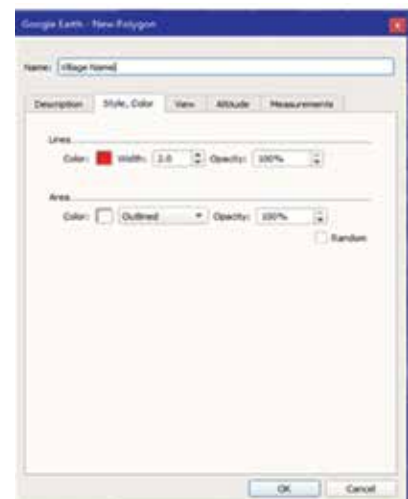 Google Earth - New Polygon
Name: Village Name
Description Style, Color View Altitude Measurements
Lines
Color: Width: 2.0 Opacity: 100%
Area
Color: Outlined Opacity: 100%
Random
OK Cancel